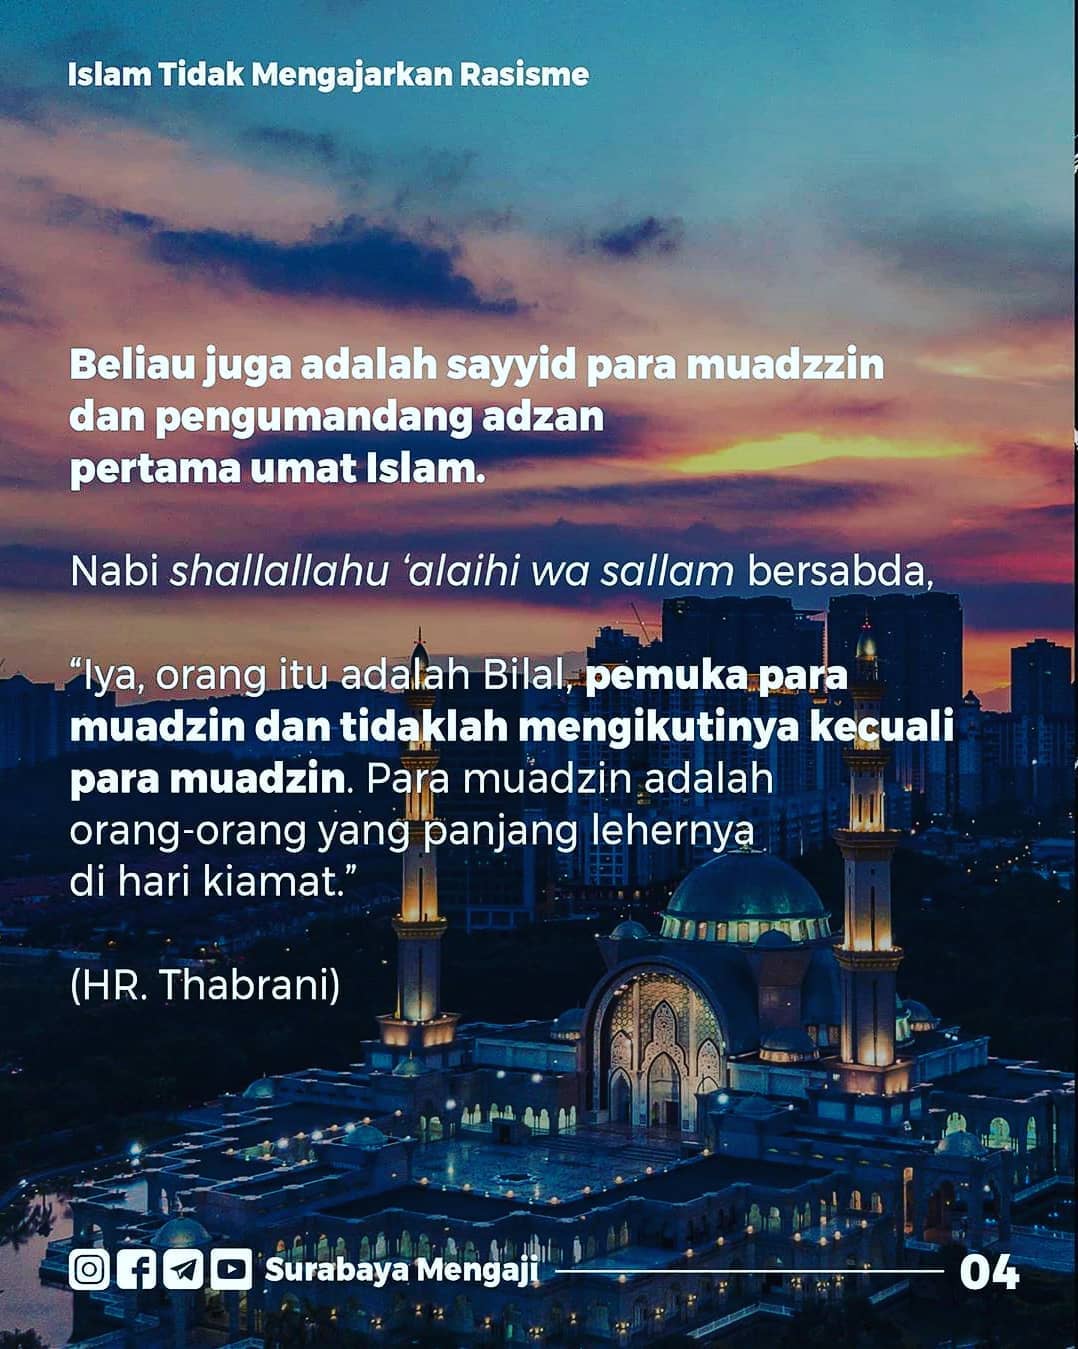 Islam Tidak Mengajarkan Rasisme
Beliau juga adalah sayyid para muadzzin
dan pengumandang adzan
pertama umat Islam.
Nabi shallallahu ‘alaihi wa sallam bersabda,
“Iya, orang itu adalah Bilal, pemuka para
muadzin dan tidaklah mengikutinya kecuali
para muadzin. Para muadzin adalah
orang-orang yang panjang lehernya
di hari kiamat.”
(HR. Thabrani)
Surabaya Mengaji
04